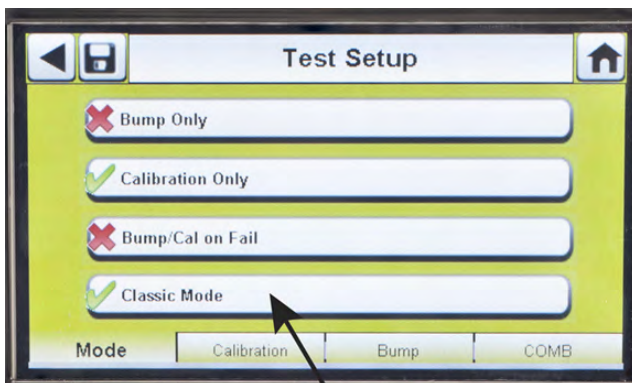 Test Setup
Bump Only
Calibration Only
Bump/Cal on Fail
Classic Mode
Mode Calibration Bump COMB